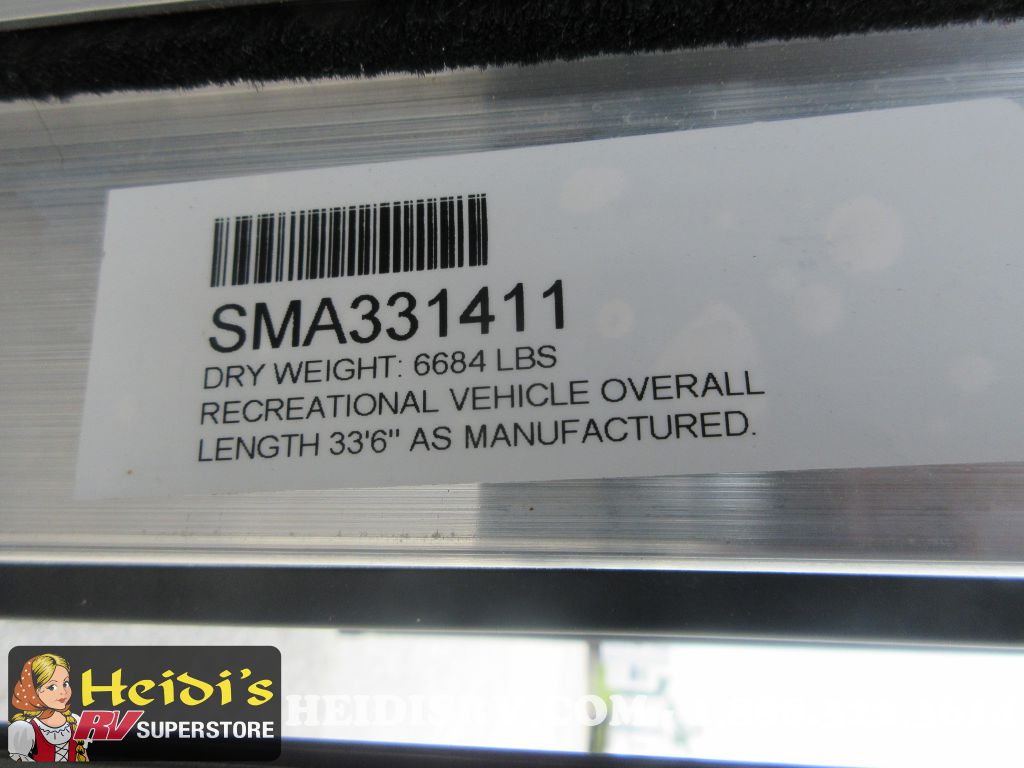 SMA331411
DRY WEIGHT: 6684 LBS
RECREATIONAL VEHICLE OVERALL
LENGTH 33'6" AS MANUFACTURED.
Heidi's
RV SUPERSTORE